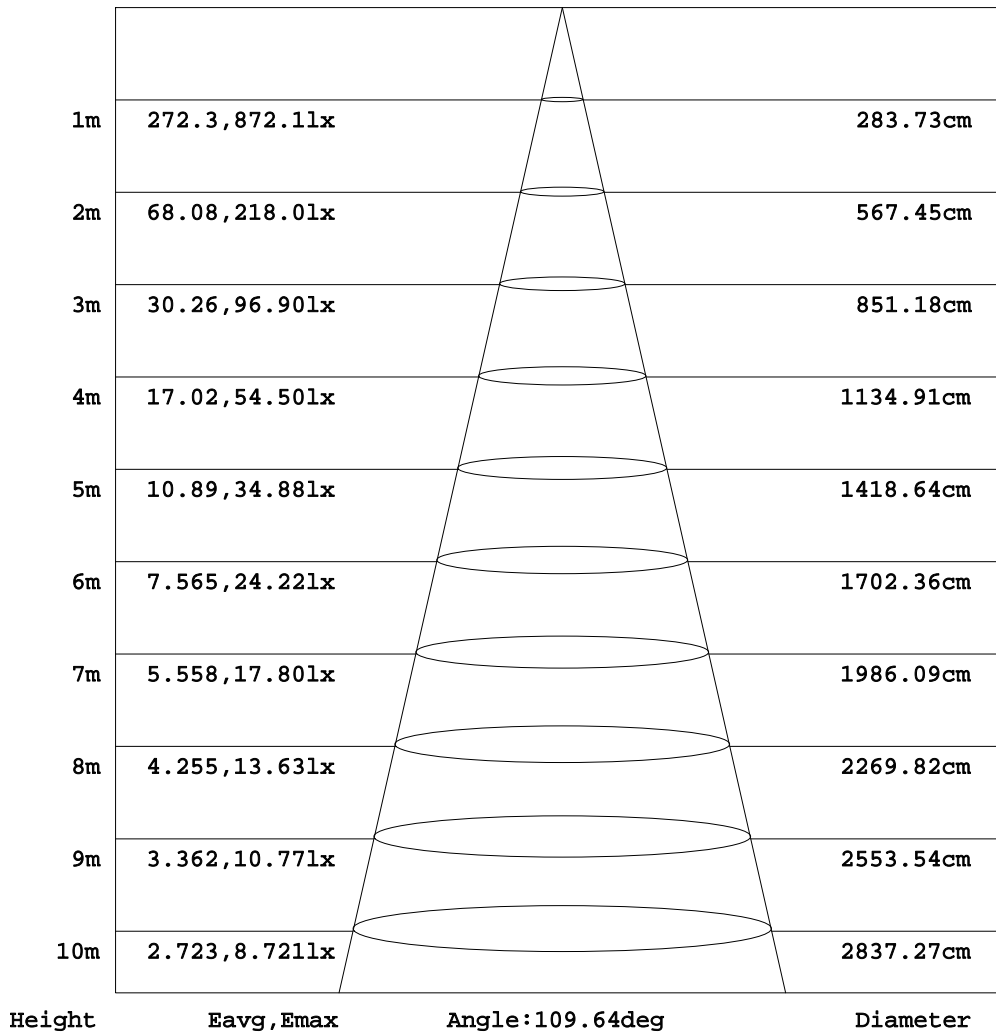 1m 272.3,872.1lx 283.73cm
2m 68.08,218.0lx 567.45cm
3m 30.26,96.90lx 851.18cm
4m 17.02,54.50lx 1134.91cm
5m 10.89,34.88lx 1418.64cm
6m 7.565,24.22lx 1702.36cm
7m 5.558,17.80lx 1986.09cm
8m 4.255,13.63lx 2269.82cm
9m 3.362,10.77lx 2553.54cm
10m 2.723,8.721lx 2837.27cm
Height Eavg,Emax Angle:109.64deg Diameter